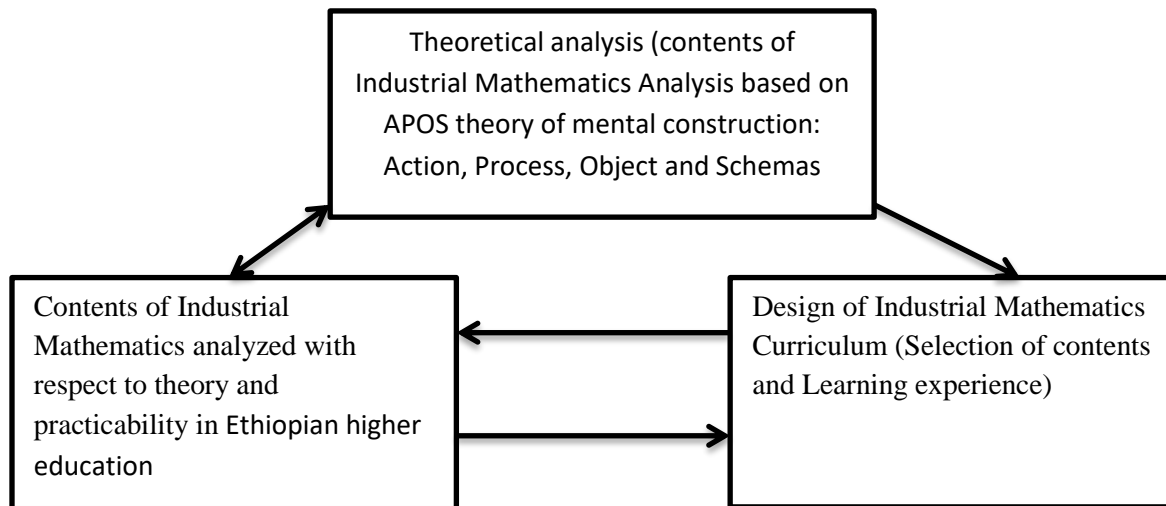 Theoretical analysis (contents of
Industrial Mathematics Analysis based on
APOS theory of mental construction:
Action, Process, Object and Schemas
Contents of Industrial
Mathematics analyzed with
respect to theory and
practicability in Ethiopian higher
education
Design of Industrial Mathematics
Curriculum (Selection of contents
and Learning experience)